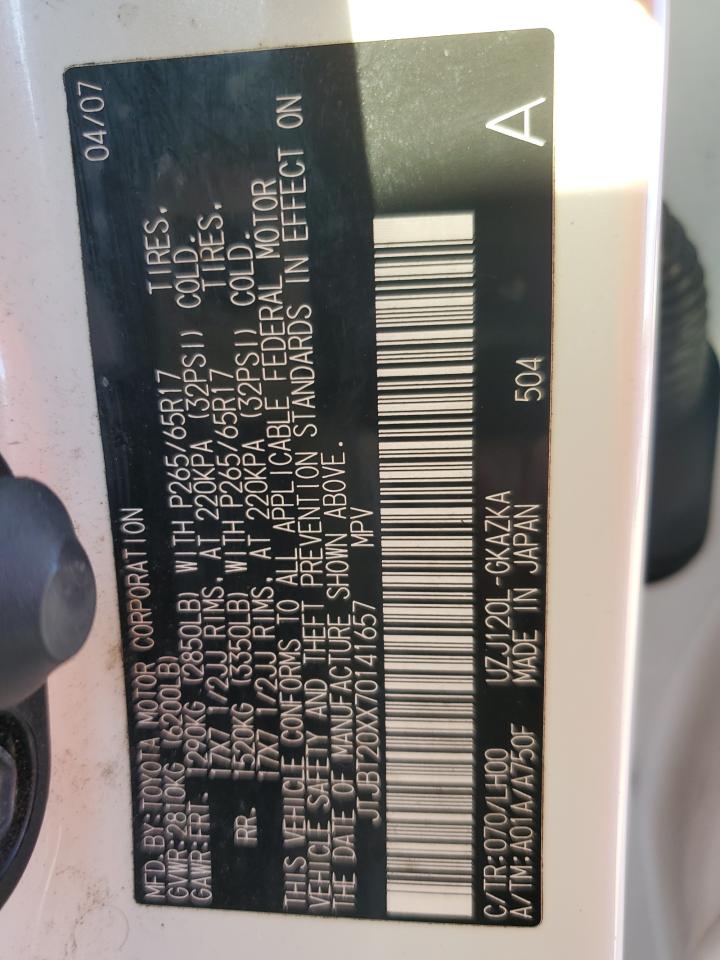 MFD. BY: TOYOTA MOTOR CORPORATION 04/07
GVWR: 2810KG (6200LB)
GAWR: FRT. 1290KG (2850LB) WITH P265/65R17 TIRES.
17X7 1/2JJ RIMS, AT 220KPA (32PSI) COLD.
RR. 1520KG (3350LB) WITH P265/65R17 TIRES.
17X7 1/2JJ RIMS, AT 220KPA (32PSI) COLD.
THIS VEHICLE CONFORMS TO ALL APPLICABLE FEDERAL MOTOR
VEHICLE SAFETY AND THEFT PREVENTION STANDARDS IN EFFECT ON
THE DATE OF MANUFACTURE SHOWN ABOVE.
JTJBT20XX70141657 MPV
C/TR: 070/LH00 UZJ120L-GKAZKA 504 A
A/TM: A01A/A750F MADE IN JAPAN